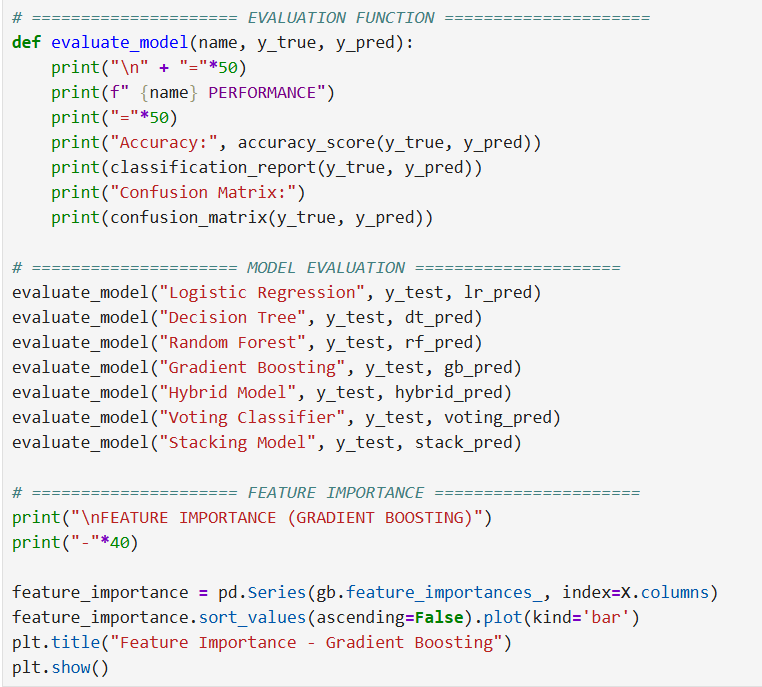 # ===================== EVALUATION FUNCTION =====================
def evaluate_model(name, y_true, y_pred):
    print("\n" + "="*50)
    print(f" {name} PERFORMANCE")
    print("="*50)
    print("Accuracy:", accuracy_score(y_true, y_pred))
    print(classification_report(y_true, y_pred))
    print("Confusion Matrix:")
    print(confusion_matrix(y_true, y_pred))
# ===================== MODEL EVALUATION =====================
evaluate_model("Logistic Regression", y_test, lr_pred)
evaluate_model("Decision Tree", y_test, dt_pred)
evaluate_model("Random Forest", y_test, rf_pred)
evaluate_model("Gradient Boosting", y_test, gb_pred)
evaluate_model("Hybrid Model", y_test, hybrid_pred)
evaluate_model("Voting Classifier", y_test, voting_pred)
evaluate_model("Stacking Model", y_test, stack_pred)
# ===================== FEATURE IMPORTANCE =====================
print("\nFEATURE IMPORTANCE (GRADIENT BOOSTING)")
print("-"*40)
feature_importance = pd.Series(gb.feature_importances_, index=X.columns)
feature_importance.sort_values(ascending=False).plot(kind='bar')
plt.title("Feature Importance - Gradient Boosting")
plt.show()